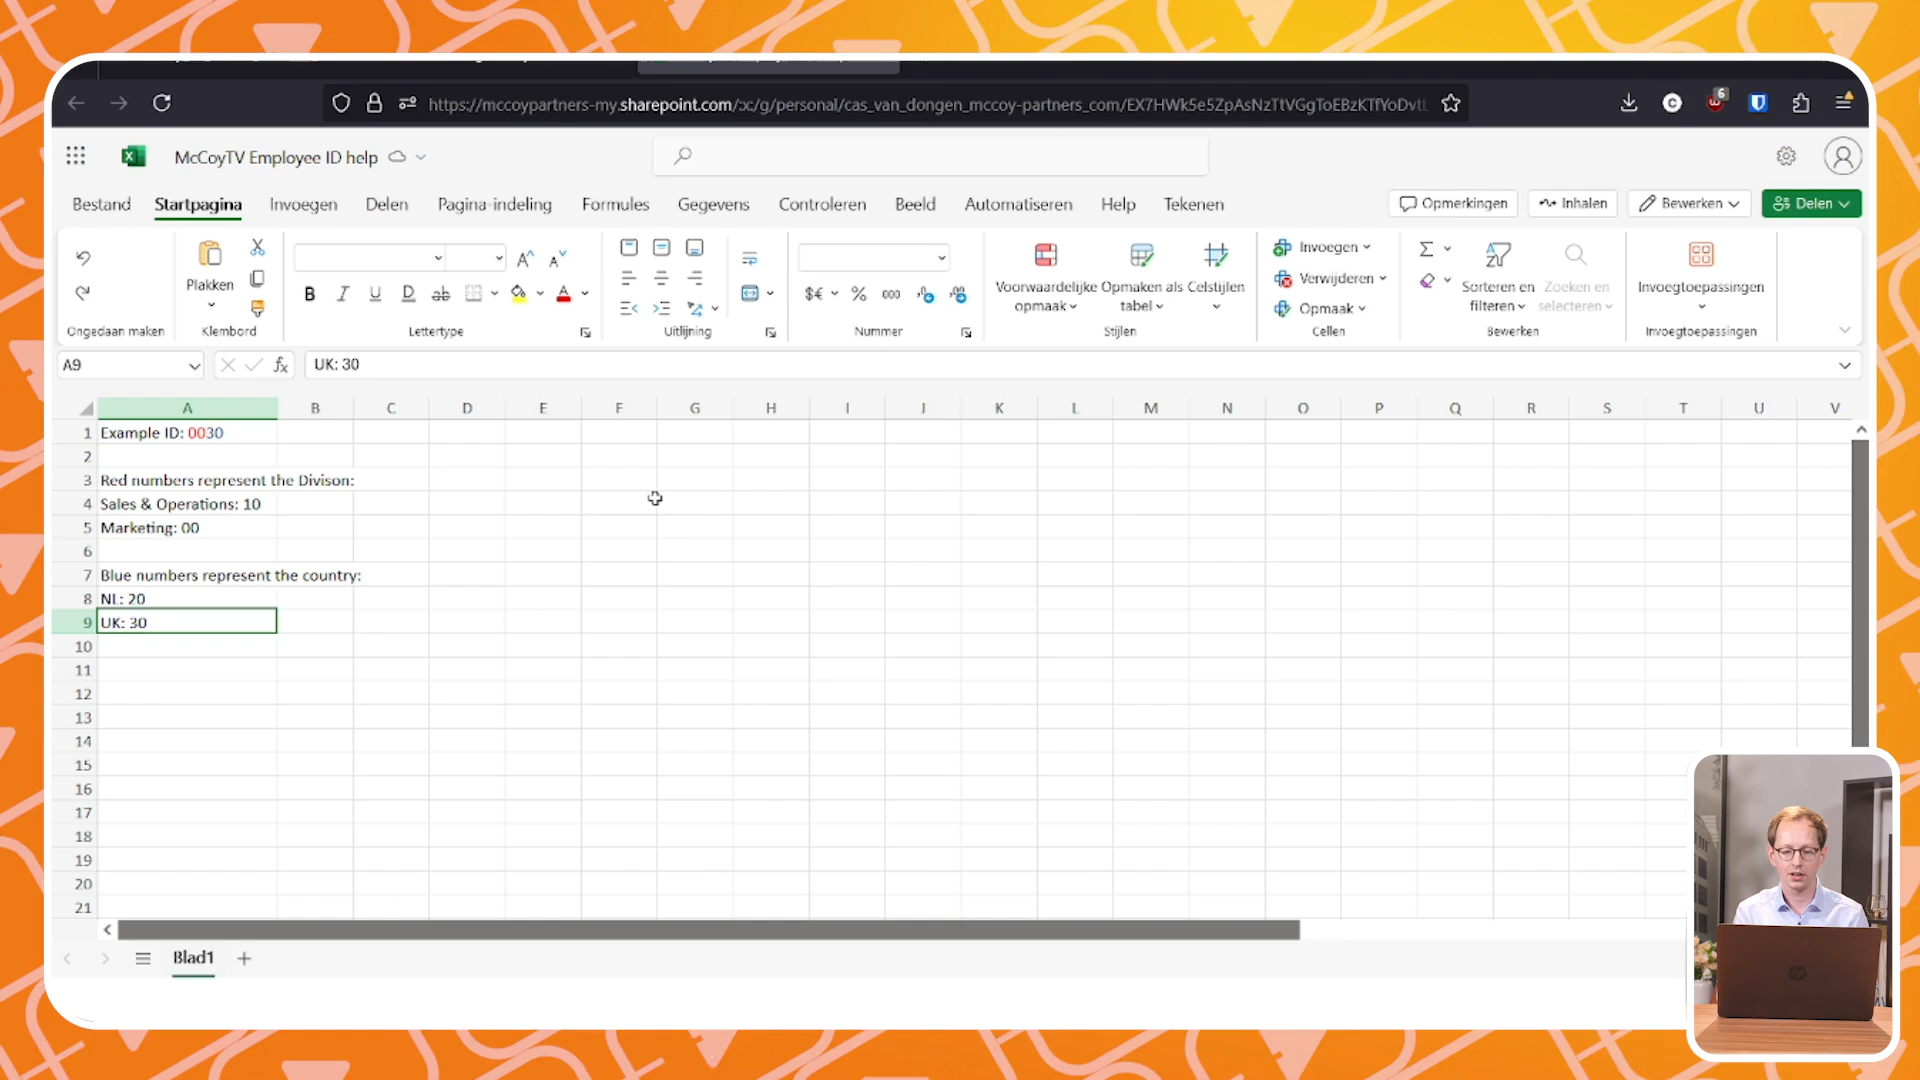 https://mccoypartners-my.sharepoint.com/:x:/g/personal/cas_van_dongen_mccoy-partners_com/EX7HWk5e5ZpAsNzTtVGgToEBzKTfYoDvtL
6
McCoyTV Employee ID help
Bestand Startpagina Invoegen Delen Pagina-indeling Formules Gegevens Controleren Beeld Automatiseren Help Tekenen
Opmerkingen Inhalen Bewerken Delen
Plakken
Voorwaardelijke opmaak
Opmaken als tabel
Celstijlen
Invoegen
Verwijderen
Opmaak
Sorteren en filteren
Zoeken en selecteren
Invoegtoepassingen
Ongedaan maken Klembord Lettertype Uitlijning Nummer Stijlen Cellen Bewerken Invoegtoepassingen
A9 fx UK: 30
A B C D E F G H I J K L M N O P Q R S T U V
1 Example ID: 0030
2
3 Red numbers represent the Divison:
4 Sales & Operations: 10
5 Marketing: 00
6
7 Blue numbers represent the country:
8 NL: 20
9 UK: 30
10
11
12
13
14
15
16
17
18
19
20
21
Blad1